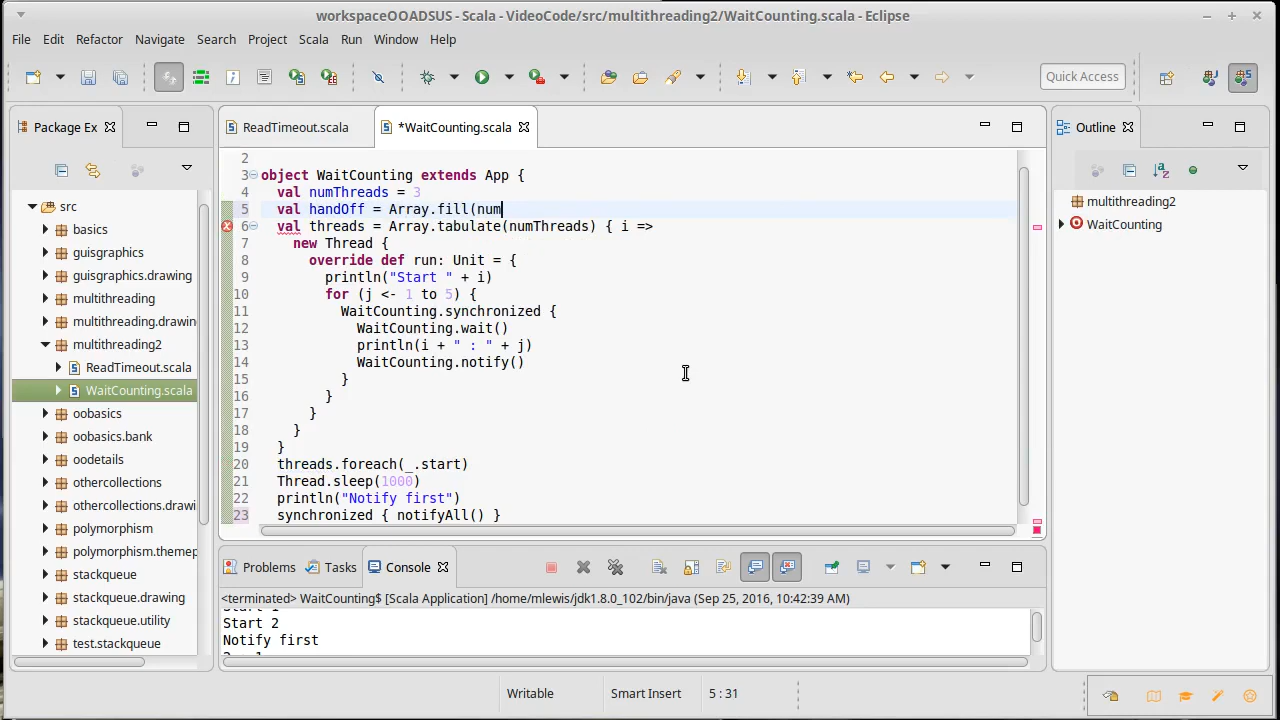 workspaceOOADSUS - Scala - VideoCode/src/multithreading2/WaitCounting.scala - Eclipse
File Edit Refactor Navigate Search Project Scala Run Window Help
Quick Access
Package Ex
ReadTimeout.scala
*WaitCounting.scala
Outline
src
basics
guisgraphics
guisgraphics.drawing
multithreading
multithreading.drawin
multithreading2
ReadTimeout.scala
WaitCounting.scala
oobasics
oobasics.bank
oodetails
othercollections
othercollections.drawi
polymorphism
polymorphism.themep
stackqueue
stackqueue.drawing
stackqueue.utility
test.stackqueue
2
3 object WaitCounting extends App {
4 val numThreads = 3
5 val handOff = Array.fill(num
6 val threads = Array.tabulate(numThreads) { i =>
7 new Thread {
8 override def run: Unit = {
9 println("Start " + i)
10 for (j <- 1 to 5) {
11 WaitCounting.synchronized {
12 WaitCounting.wait()
13 println(i + " : " + j)
14 WaitCounting.notify()
15 }
16 }
17 }
18 }
19 }
20 threads.foreach(_.start)
21 Thread.sleep(1000)
22 println("Notify first")
23 synchronized { notifyAll() }
multithreading2
WaitCounting
Problems Tasks Console
<terminated> WaitCounting$ [Scala Application] /home/mlewis/jdk1.8.0_102/bin/java (Sep 25, 2016, 10:42:39 AM)
Start 1
Start 2
Notify first
Writable Smart Insert 5 : 31